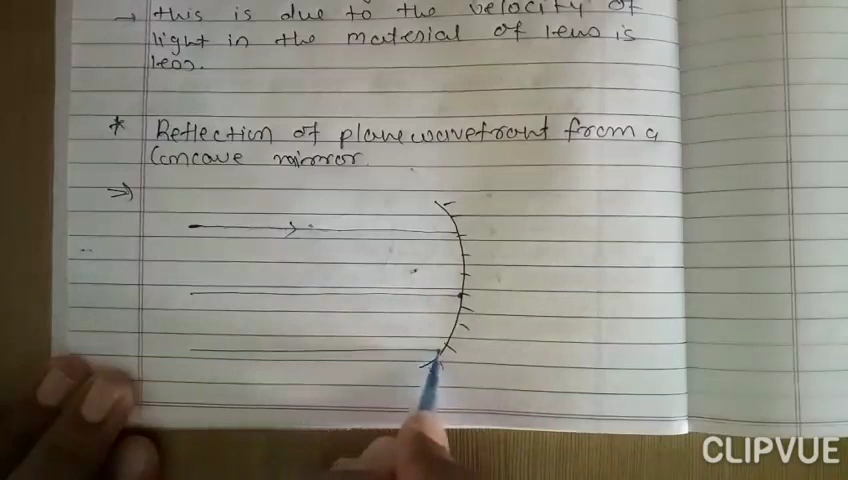 → this is due to the velocity of
light in the material of lens is
less.
* Reflection of plane wavefront from a
Concave mirror.
⇒
CLIPVUE